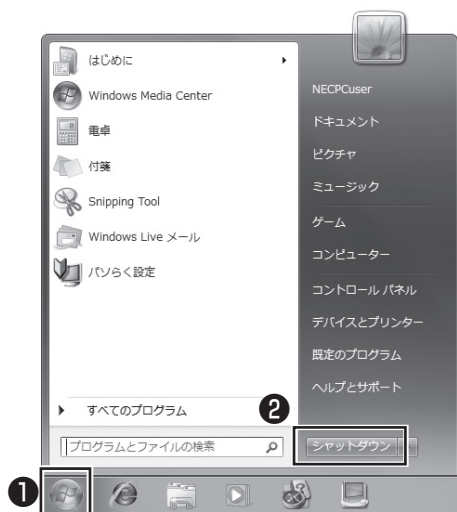 はじめに
Windows Media Center
電卓
付箋
Snipping Tool
Windows Live メール
パソらく設定
すべてのプログラム
プログラムとファイルの検索
NECPCuser
ドキュメント
ピクチャ
ミュージック
ゲーム
コンピューター
コントロール パネル
デバイスとプリンター
既定のプログラム
ヘルプとサポート
❷
シャットダウン
❶